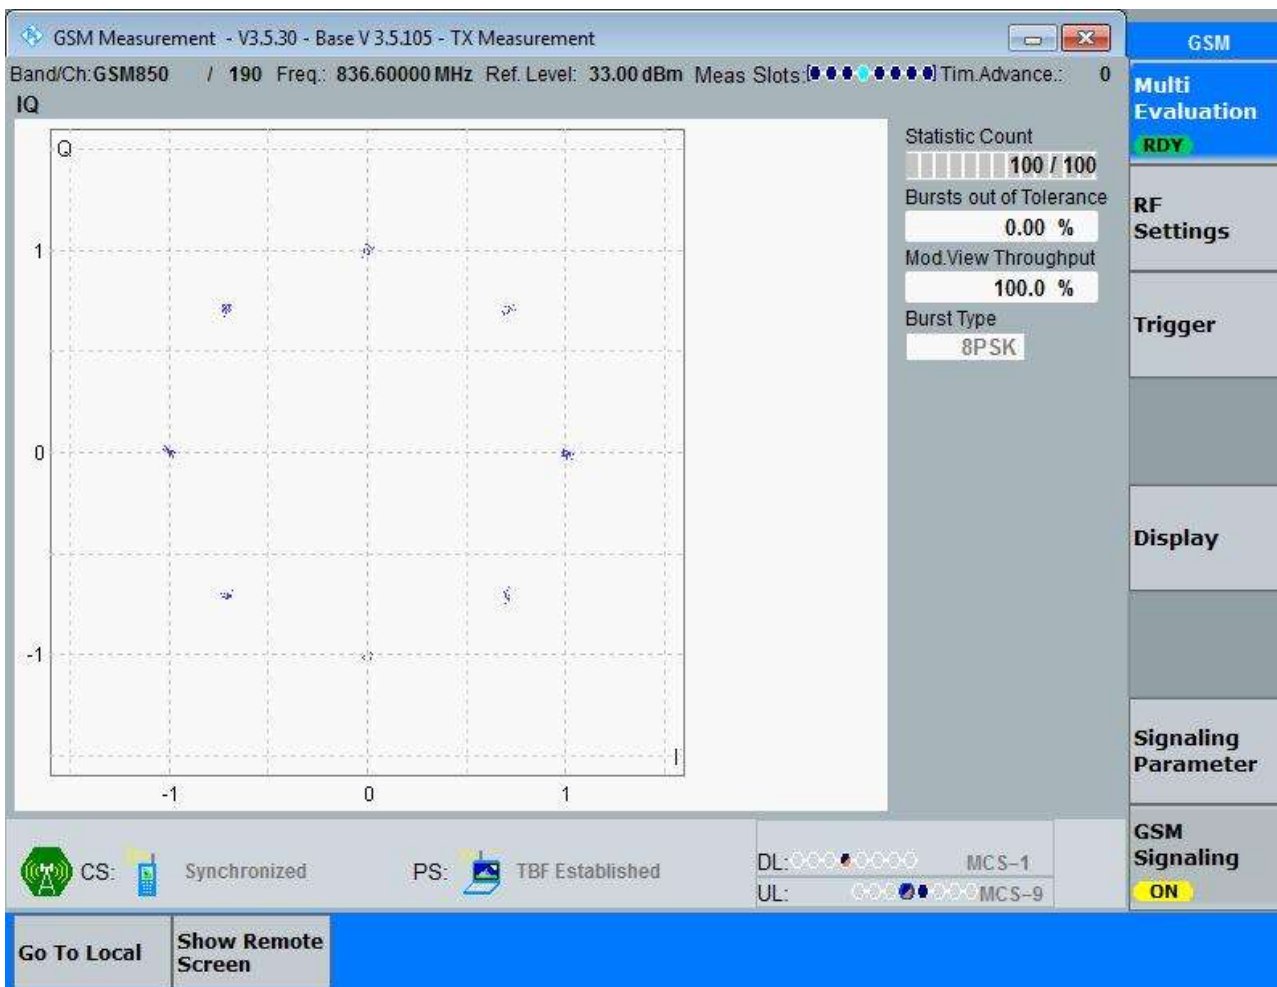 GSM Measurement - V3.5.30 - Base V 3.5.105 - TX Measurement
GSM
Band/Ch: GSM850 / 190 Freq.: 836.60000 MHz Ref. Level: 33.00 dBm Meas Slots: Tim.Advance.: 0
Multi
Evaluation
RDY
IQ
Q
1
0
-1
-1 0 1
I
Statistic Count
100 / 100
Bursts out of Tolerance
0.00 %
Mod.View Throughput
100.0 %
Burst Type
8PSK
RF
Settings
Trigger
Display
Signaling
Parameter
GSM
Signaling
ON
CS: Synchronized PS: TBF Established
DL: MCS-1
UL: MCS-9
Go To Local
Show Remote
Screen